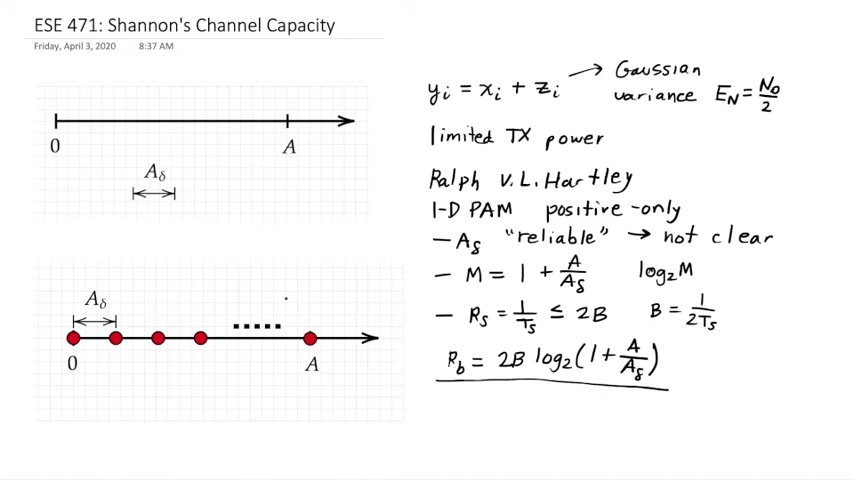 ESE 471: Shannon's Channel Capacity
Friday, April 3, 2020 8:37 AM
0 A
Aδ
Aδ
0 A
yᵢ = xᵢ + zᵢ → Gaussian
variance E_N = N₀/2
limited TX power
Ralph V.L. Hartley
1-D PAM positive-only
– Aδ "reliable" → not clear
– M = 1 + A/Aδ log₂M
– Rₛ = 1/Tₛ ≤ 2B B = 1/2Tₛ
R_b = 2B log₂(1 + A/Aδ)